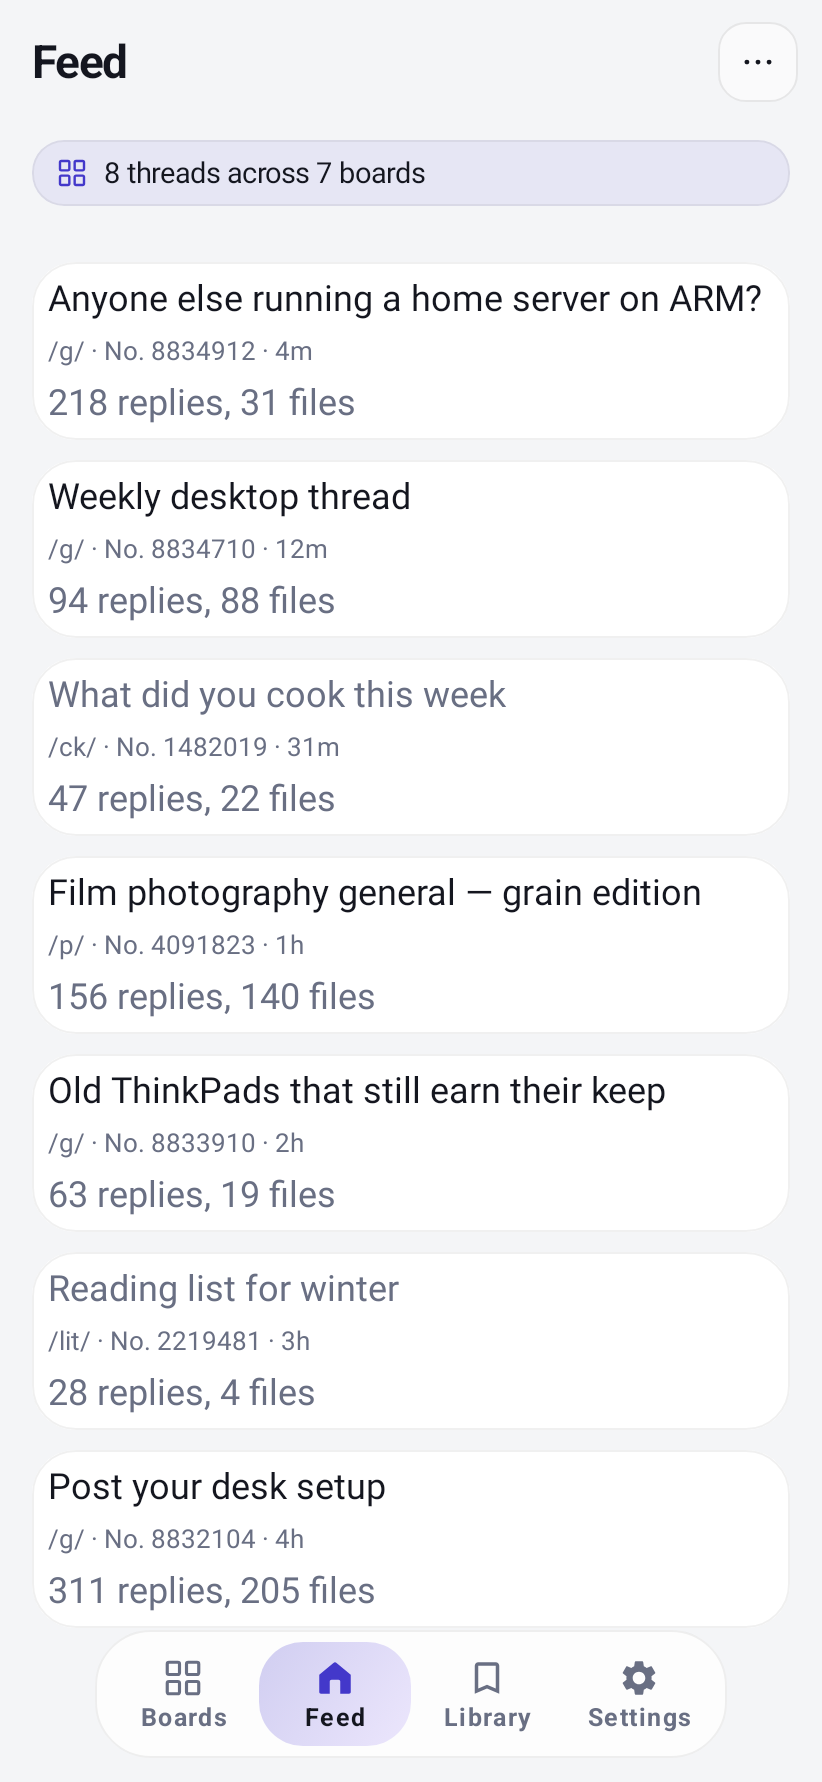 Feed
8 threads across 7 boards
Anyone else running a home server on ARM?
/g/ · No. 8834912 · 4m
218 replies, 31 files
Weekly desktop thread
/g/ · No. 8834710 · 12m
94 replies, 88 files
What did you cook this week
/ck/ · No. 1482019 · 31m
47 replies, 22 files
Film photography general — grain edition
/p/ · No. 4091823 · 1h
156 replies, 140 files
Old ThinkPads that still earn their keep
/g/ · No. 8833910 · 2h
63 replies, 19 files
Reading list for winter
/lit/ · No. 2219481 · 3h
28 replies, 4 files
Post your desk setup
/g/ · No. 8832104 · 4h
311 replies, 205 files
Boards Feed Library Settings